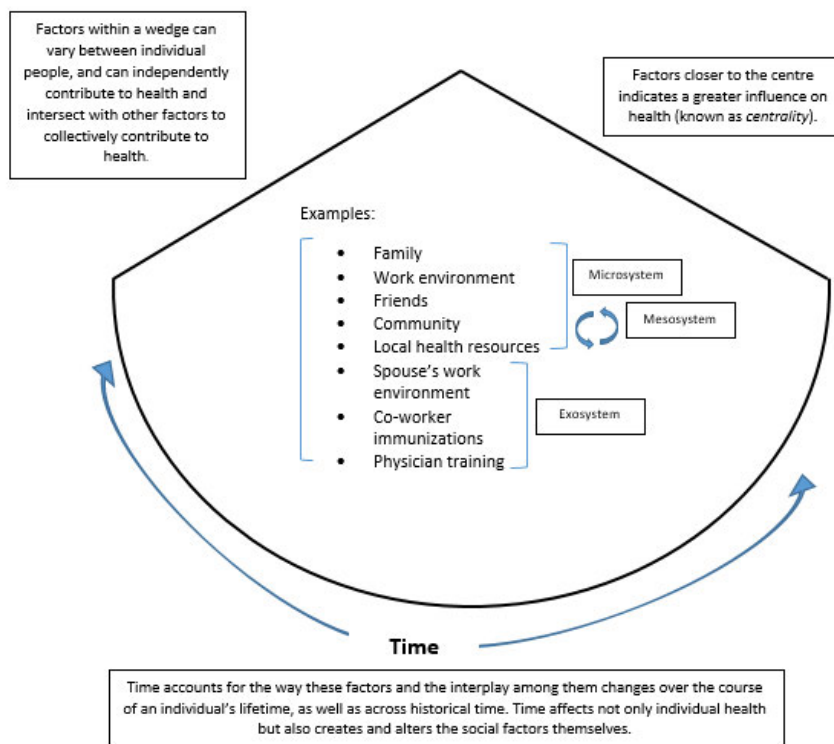 Factors within a wedge can
vary between individual
people, and can independently
contribute to health and
intersect with other factors to
collectively contribute to
health.
Factors closer to the centre
indicates a greater influence on
health (known as centrality).
Examples:
• Family
• Work environment
• Friends
• Community
• Local health resources
• Spouse's work
environment
• Co-worker
immunizations
• Physician training
Microsystem
Mesosystem
Exosystem
Time
Time accounts for the way these factors and the interplay among them changes over the course
of an individual's lifetime, as well as across historical time. Time affects not only individual health
but also creates and alters the social factors themselves.